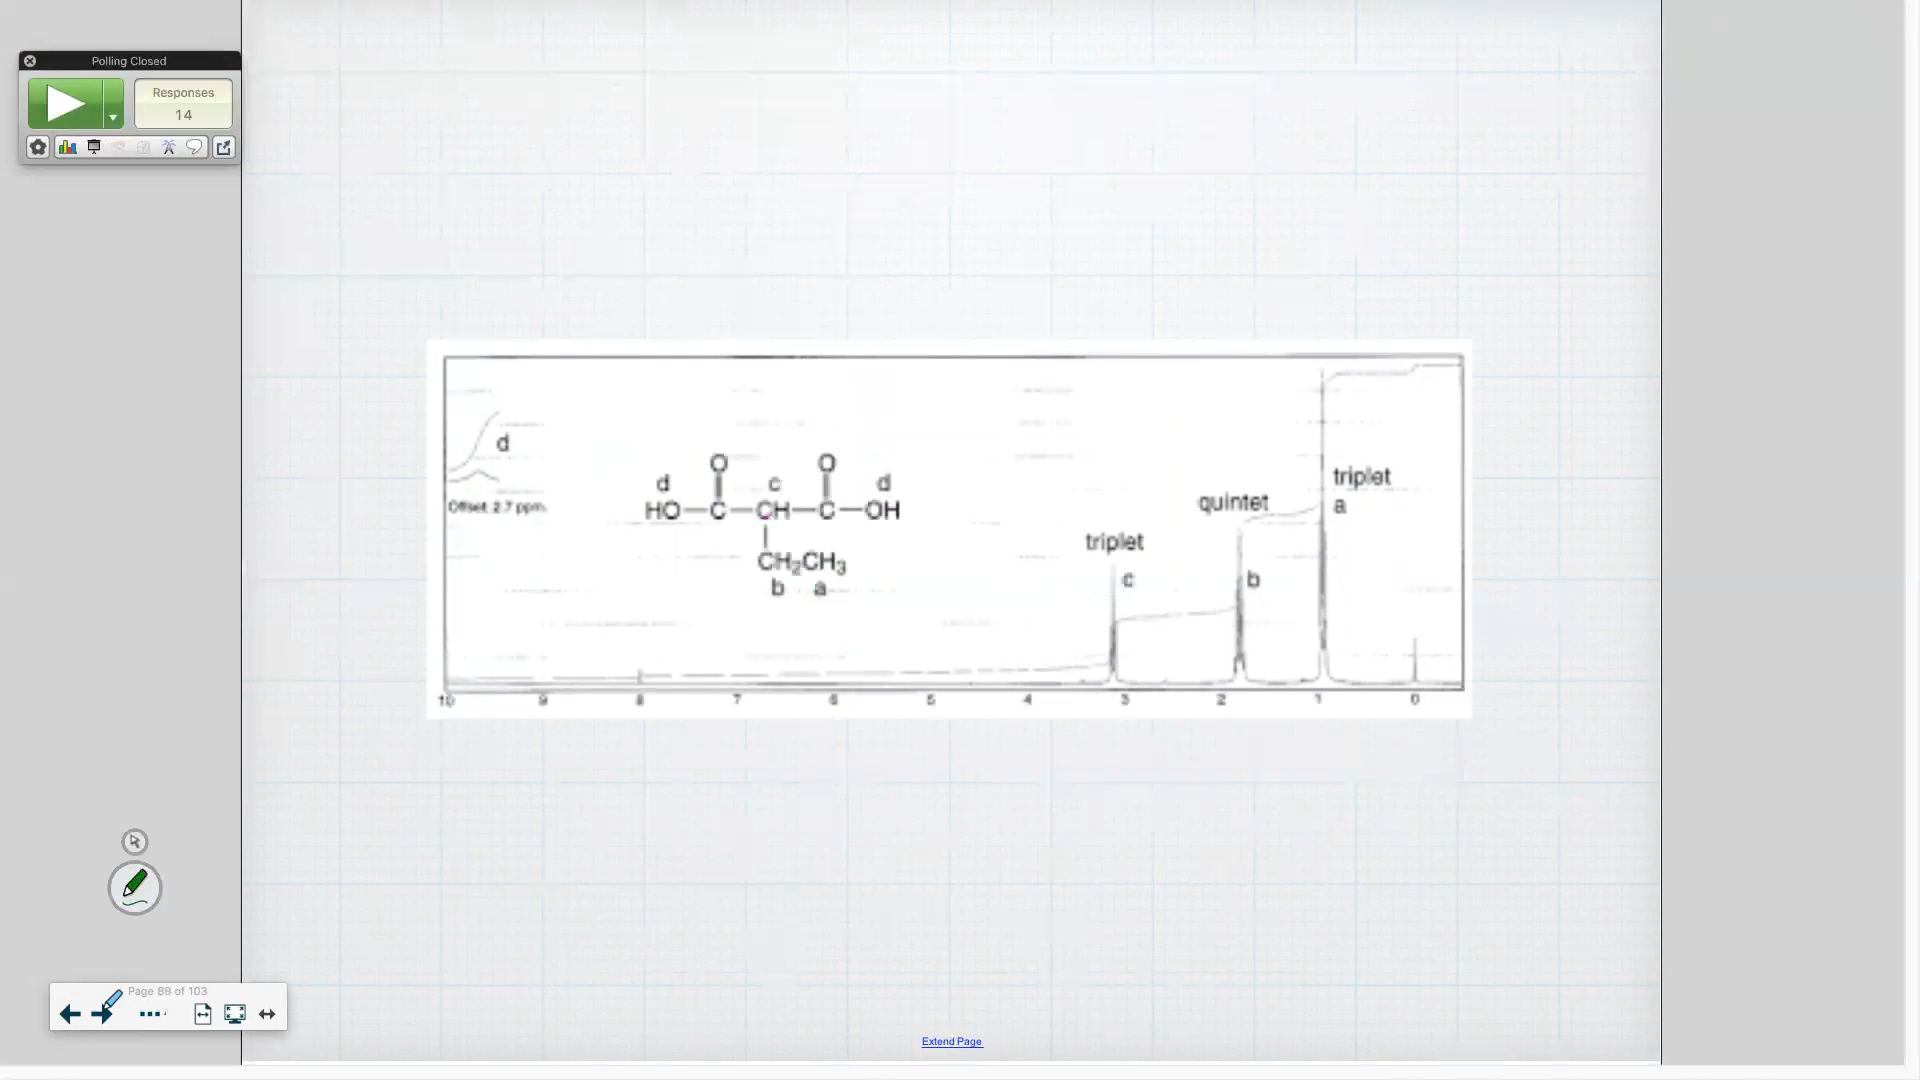 Polling Closed
Responses
14
d
Offset: 2.7 ppm.
O O
d c d
HO—C—CH—C—OH
CH₂CH₃
b a
triplet
c
quintet
b
triplet
a
10 9 8 7 6 5 4 3 2 1 0
Page 88 of 103
Extend Page